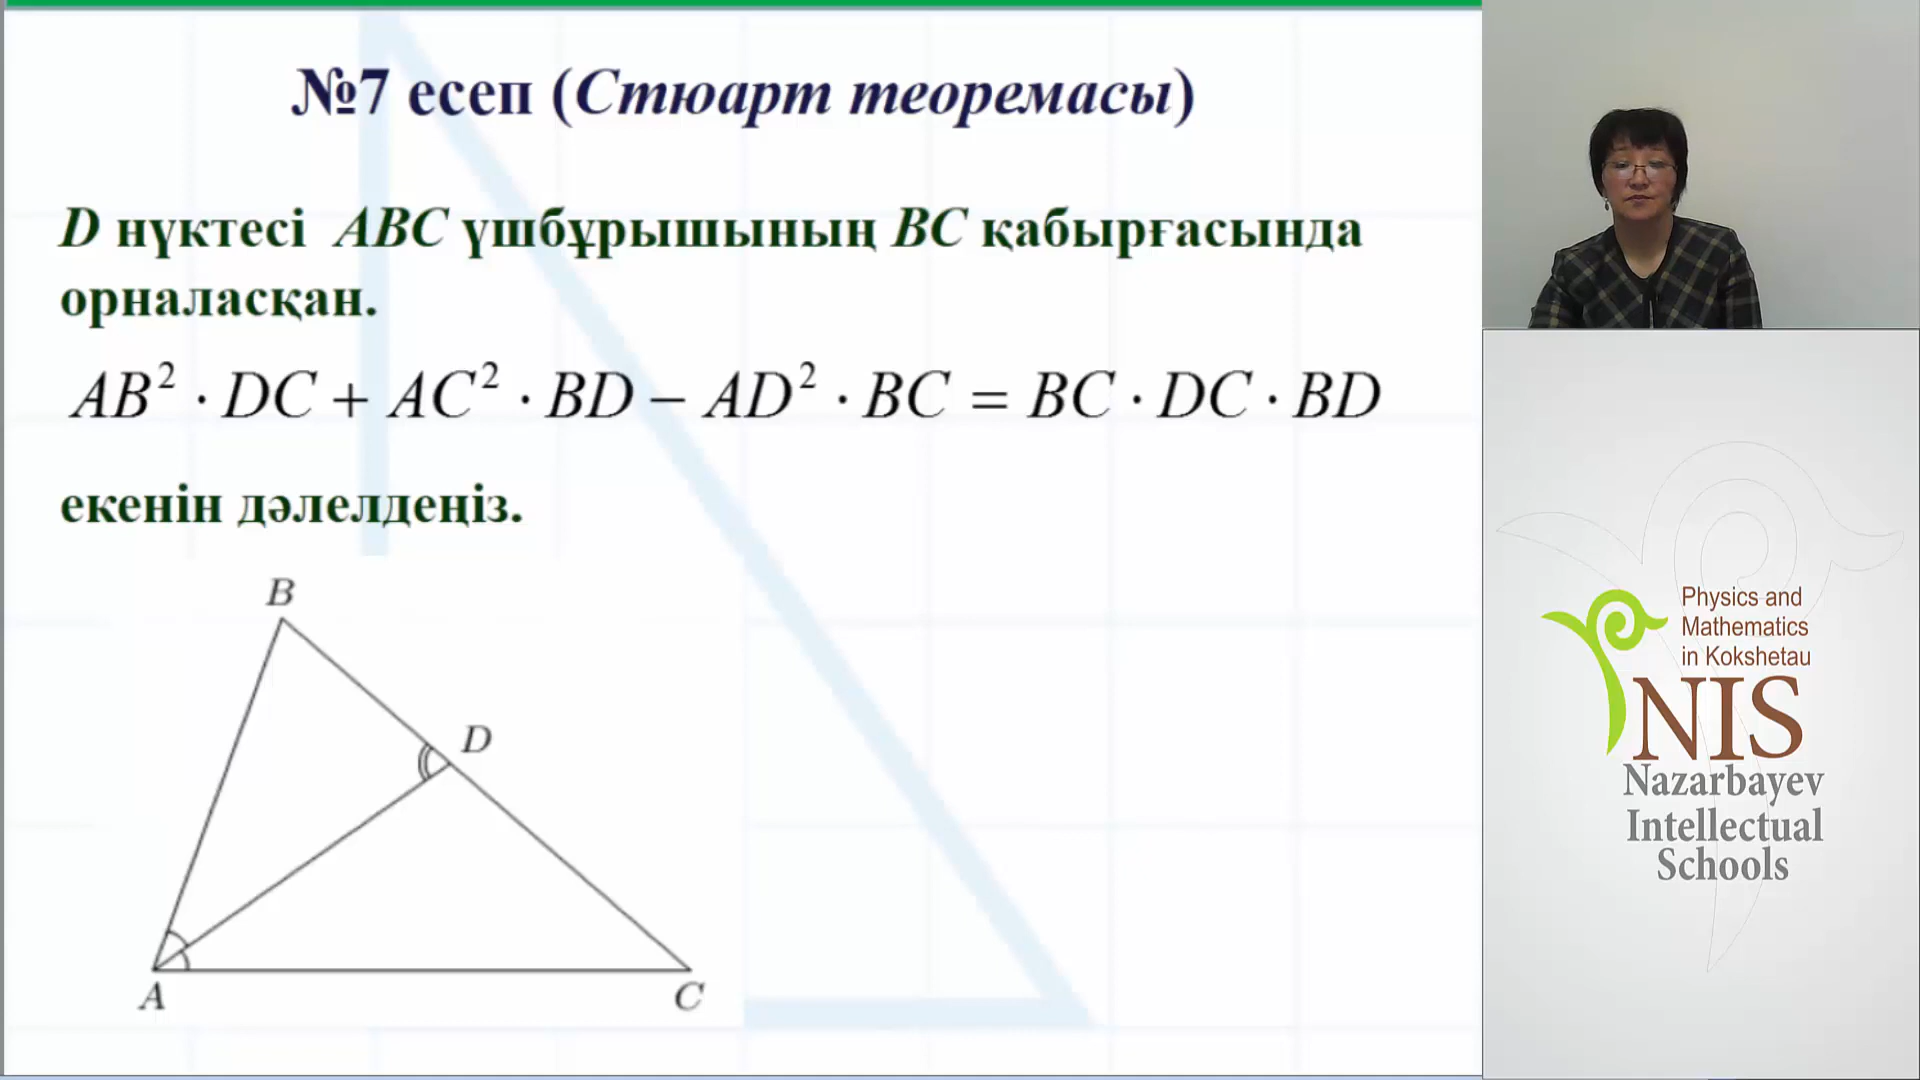 №7 есеп (Стюарт теоремасы)
D нүктесі ABC үшбұрышының BC қабырғасында
орналасқан.
AB² · DC + AC² · BD − AD² · BC = BC · DC · BD
екенін дәлелдеңіз.
B
D
A
C
Physics and
Mathematics
in Kokshetau
NIS
Nazarbayev
Intellectual
Schools